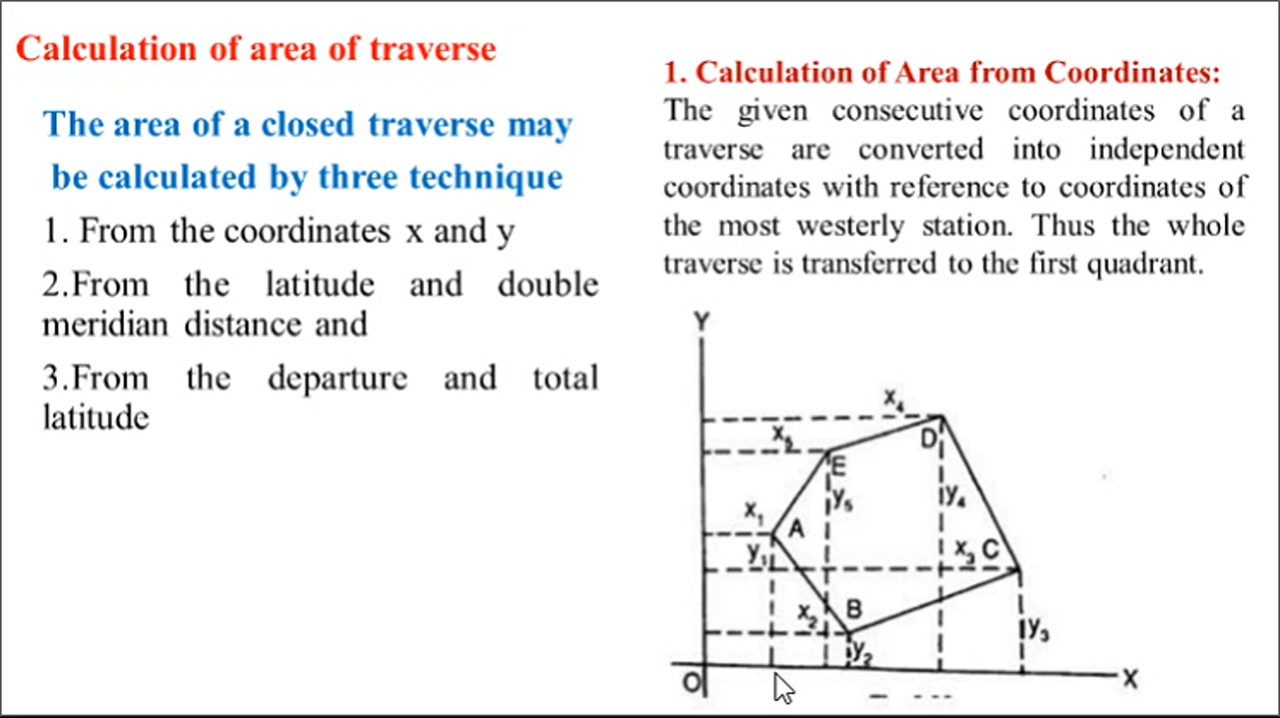 Calculation of area of traverse
The area of a closed traverse may
be calculated by three technique
1. From the coordinates x and y
2.From the latitude and double
meridian distance and
3.From the departure and total
latitude
1. Calculation of Area from Coordinates:
The given consecutive coordinates of a
traverse are converted into independent
coordinates with reference to coordinates of
the most westerly station. Thus the whole
traverse is transferred to the first quadrant.
Y
x₄
D
x₅
E
y₅
y₄
x₁
A
y₁
x₃ C
x₂
B
y₂
y₃
O
X